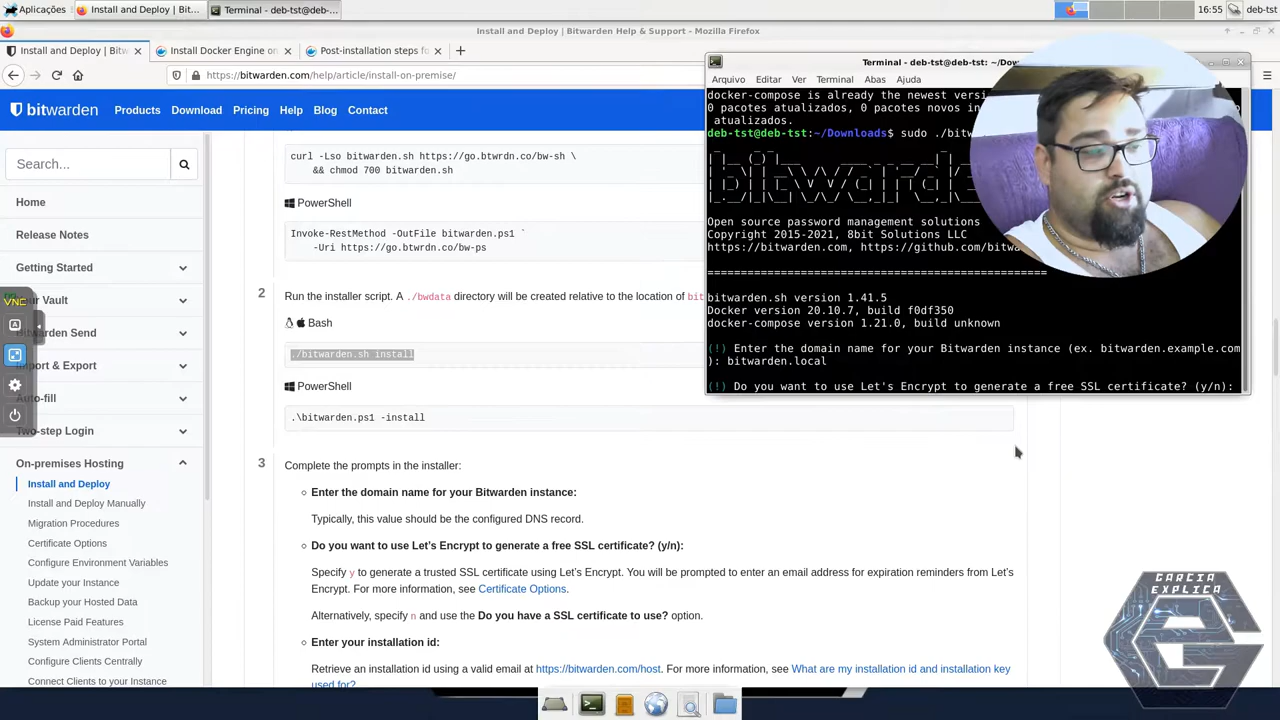 Aplicações
Install and Deploy | Bit...
Terminal - deb-tst@deb-...
16:55
deb-tst
Install and Deploy | Bitwarden Help & Support - Mozilla Firefox
Install and Deploy | Bitw
Install Docker Engine on
Post-installation steps fo
https://bitwarden.com/help/article/install-on-premise/
bitwarden
Products
Download
Pricing
Help
Blog
Contact
Search...
Home
Release Notes
Getting Started
ur Vault
Bitwarden Send
Import & Export
Auto-fill
Two-step Login
On-premises Hosting
Install and Deploy
Install and Deploy Manually
Migration Procedures
Certificate Options
Configure Environment Variables
Update your Instance
Backup your Hosted Data
License Paid Features
System Administrator Portal
Configure Clients Centrally
Connect Clients to your Instance
VNC
A
curl -Lso bitwarden.sh https://go.btwrdn.co/bw-sh \
&& chmod 700 bitwarden.sh
PowerShell
Invoke-RestMethod -OutFile bitwarden.ps1 `
-Uri https://go.btwrdn.co/bw-ps
2
Run the installer script. A ./bwdata directory will be created relative to the location of bit
Bash
./bitwarden.sh install
PowerShell
.\bitwarden.ps1 -install
3
Complete the prompts in the installer:
Enter the domain name for your Bitwarden instance:
Typically, this value should be the configured DNS record.
Do you want to use Let's Encrypt to generate a free SSL certificate? (y/n):
Specify y to generate a trusted SSL certificate using Let's Encrypt. You will be prompted to enter an email address for expiration reminders from Let's
Encrypt. For more information, see Certificate Options.
Alternatively, specify n and use the Do you have a SSL certificate to use? option.
Enter your installation id:
Retrieve an installation id using a valid email at https://bitwarden.com/host. For more information, see What are my installation id and installation key
used for?
Terminal - deb-tst@deb-tst: ~/Dow
Arquivo
Editar
Ver
Terminal
Abas
Ajuda
docker-compose is already the newest versi
0 pacotes atualizados, 0 pacotes novos in
atualizados.
deb-tst@deb-tst:~/Downloads$ sudo ./bitw
bitwarde
Open source password management solutions
Copyright 2015-2021, 8bit Solutions LLC
https://bitwarden.com, https://github.com/bitwa
===================================================
bitwarden.sh version 1.41.5
Docker version 20.10.7, build f0df350
docker-compose version 1.21.0, build unknown
(!) Enter the domain name for your Bitwarden instance (ex. bitwarden.example.com
): bitwarden.local
(!) Do you want to use Let's Encrypt to generate a free SSL certificate? (y/n):
GARCIA
EXPLICA